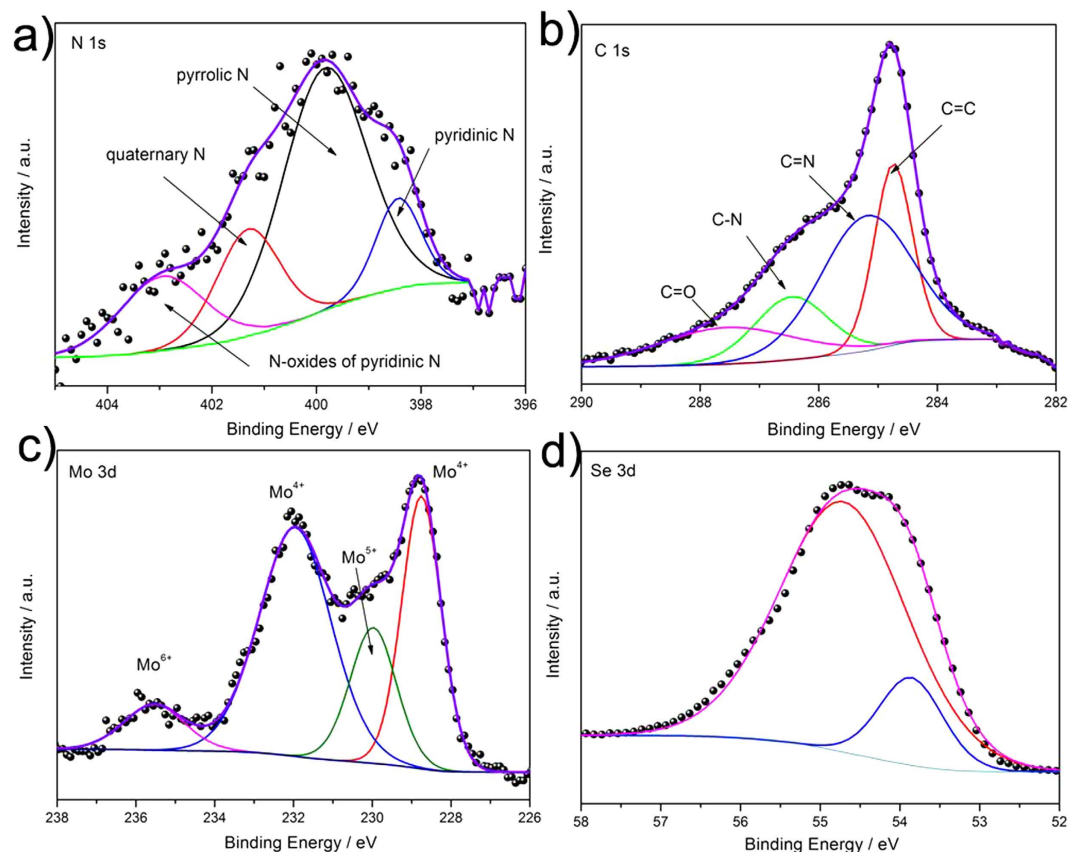 a)
N 1s
pyrrolic N
pyridinic N
quaternary N
N-oxides of pyridinic N
Intensity / a.u.
404 402 400 398 396
Binding Energy / eV
b)
C 1s
C=C
C=N
C-N
C=O
Intensity / a.u.
290 288 286 284 282
Binding Energy / eV
c)
Mo 3d
Mo⁴⁺
Mo⁴⁺
Mo⁵⁺
Mo⁶⁺
Intensity / a.u.
238 236 234 232 230 228 226
Binding Energy / eV
d)
Se 3d
Intensity / a.u.
58 57 56 55 54 53 52
Binding Energy / eV